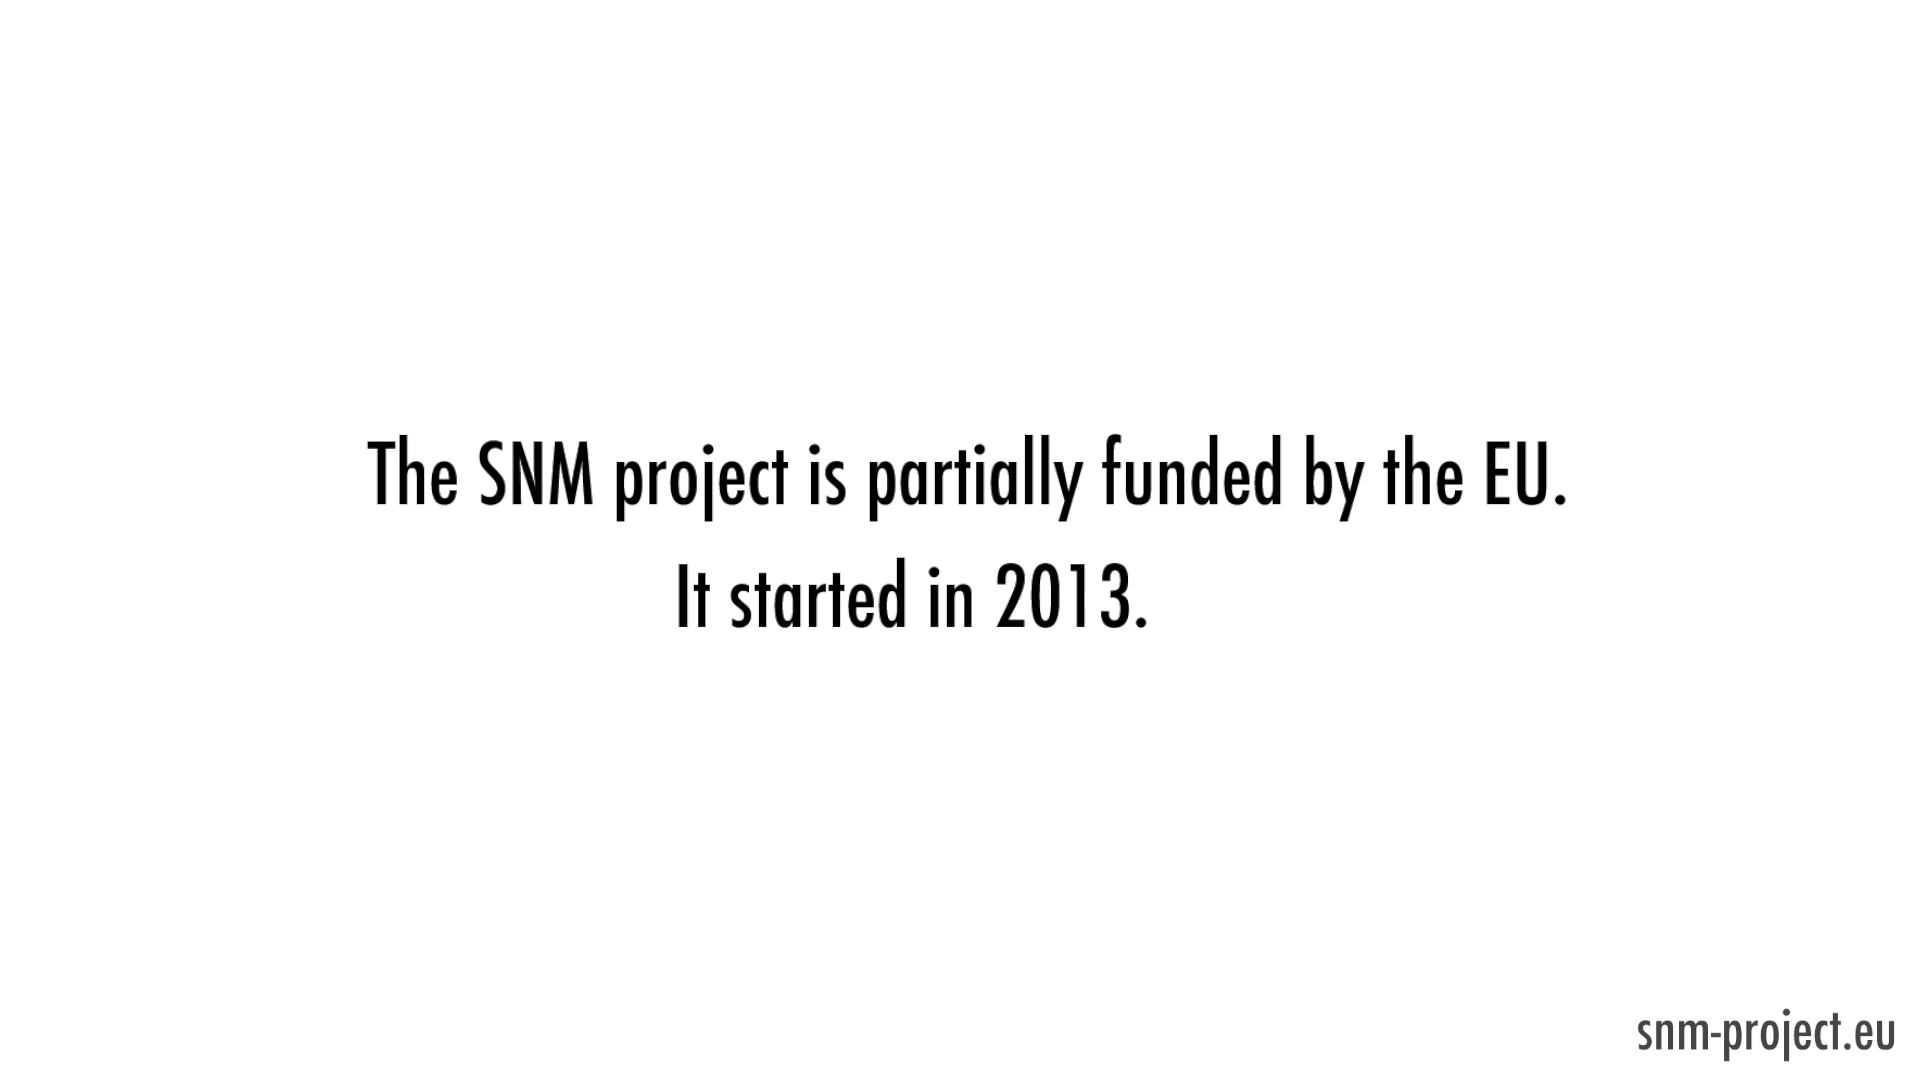 The SNM project is partially funded by the EU.
It started in 2013.
snm-project.eu